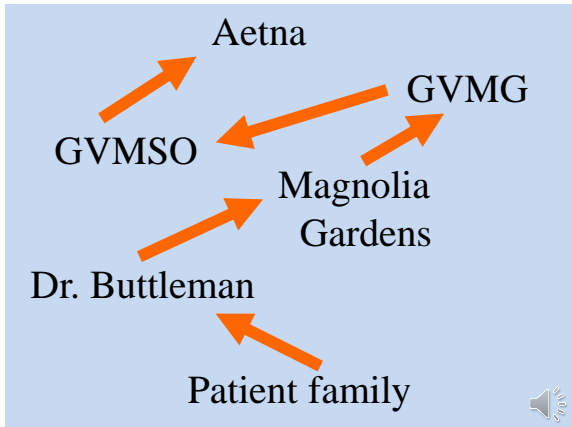 Aetna
GVMG
GVMSO
Magnolia
Gardens
Dr. Buttleman
Patient family